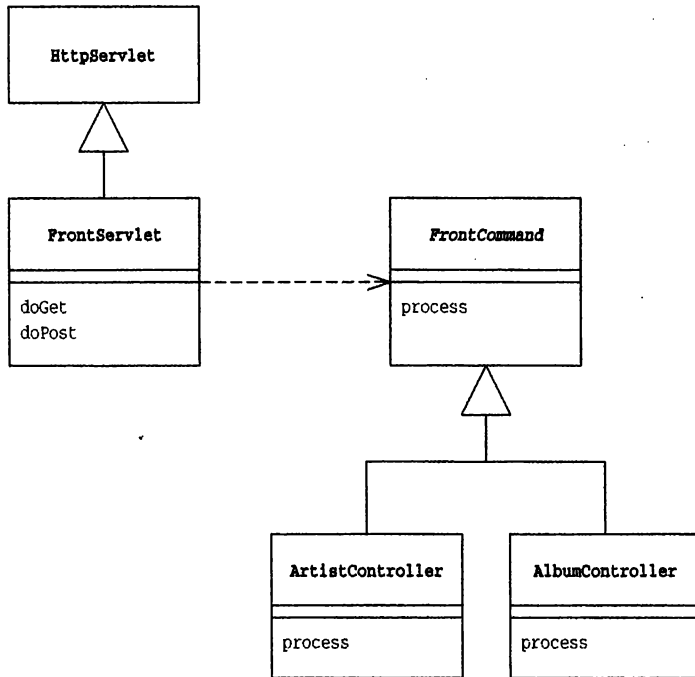 HttpServlet
FrontServlet
doGet
doPost
FrontCommand
process
ArtistController
process
AlbumController
process